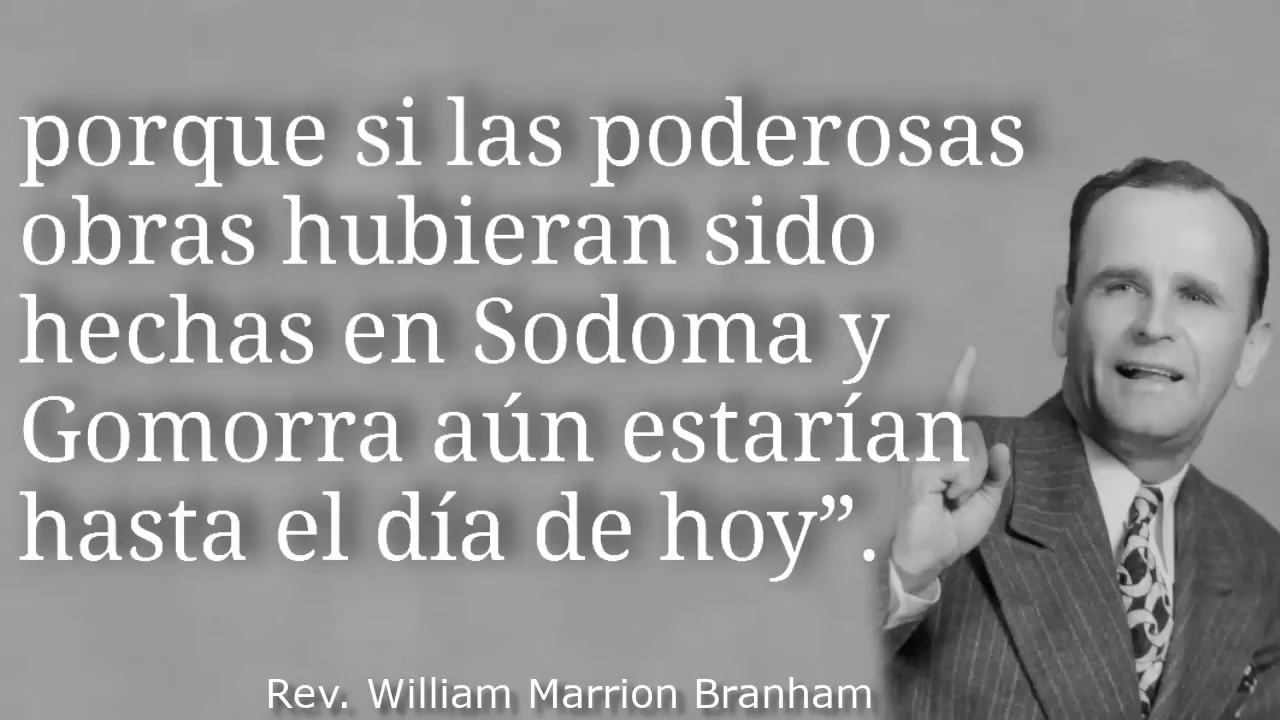 porque si las poderosas
obras hubieran sido
hechas en Sodoma y
Gomorra aún estarían
hasta el día de hoy”.
Rev. William Marrion Branham